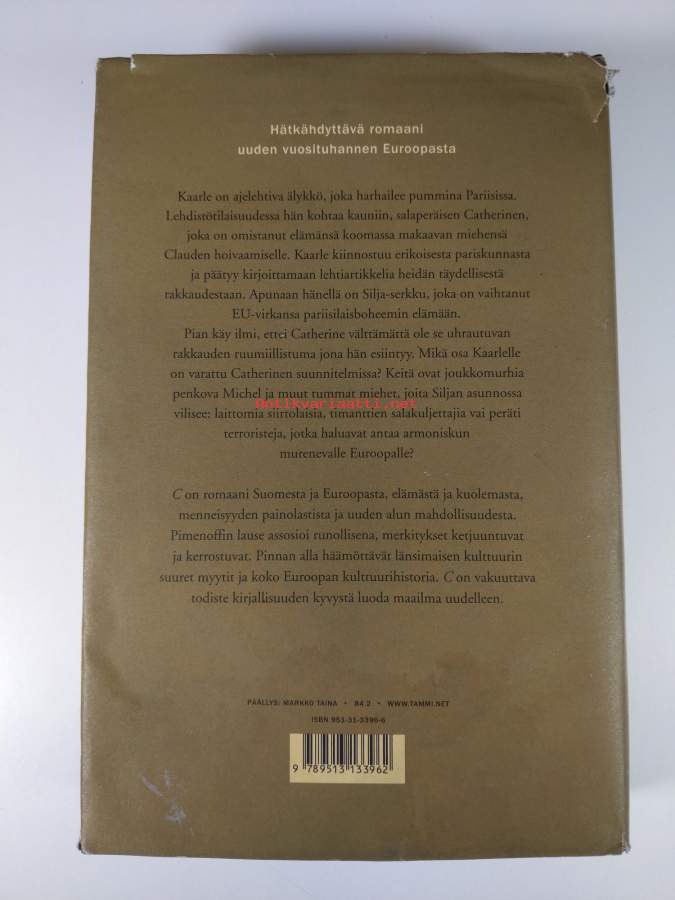 Hätkähdyttävä romaani
uuden vuosituhannen Euroopasta
Kaarle on ajelehtiva älykkö, joka harhailee pummina Pariisissa.
Lehdistötilaisuudessa hän kohtaa kauniin, salaperäisen Catherinen,
joka on omistanut elämänsä koomassa makaavan miehensä
Clauden hoivaamiselle. Kaarle kiinnostuu erikoisesta pariskunnasta
ja päätyy kirjoittamaan lehtiartikkelia heidän täydellisestä
rakkaudestaan. Apunaan hänellä on Silja-serkku, joka on vaihtanut
EU-virkansa pariisilaisboheemin elämään.
Pian käy ilmi, ettei Catherine välttämättä ole se uhrautuvan
rakkauden ruumiillistuma jona hän esiintyy. Mikä osa Kaarlelle
on varattu Catherinen suunnitelmissa? Keitä ovat joukkomurhia
penkova Michel ja muut tummat miehet, joita Siljan asunnossa
Antikvariaatti.net
vilisee: laittomia siirtolaisia, timanttien salakuljettajia vai peräti
terroristeja, jotka haluavat antaa armoniskun
murenevalle Euroopalle?
C on romaani Suomesta ja Euroopasta, elämästä ja kuolemasta,
menneisyyden painolastista ja uuden alun mahdollisuudesta.
Pimenoffin lause assosioi runollisena, merkitykset ketjuuntuvat
ja kerrostuvat. Pinnan alla häämöttävät länsimaisen kulttuurin
suuret myytit ja koko Euroopan kulttuurihistoria. C on vakuuttava
todiste kirjallisuuden kyvystä luoda maailma uudelleen.
PÄÄLLYS: MARKKO TAINA • 84.2 • WWW.TAMMI.NET
ISBN 951-31-3396-6
9 789513 133962